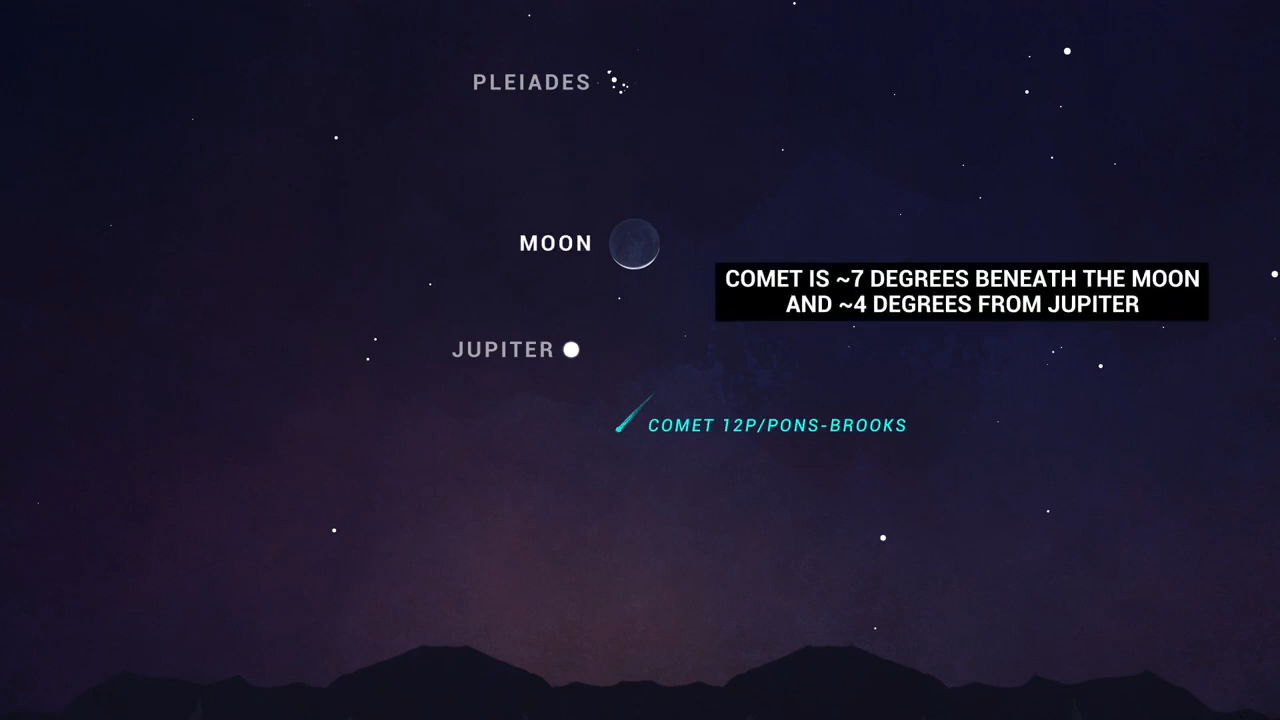 PLEIADES
MOON
COMET IS ~7 DEGREES BENEATH THE MOON
AND ~4 DEGREES FROM JUPITER
JUPITER
COMET 12P/PONS-BROOKS